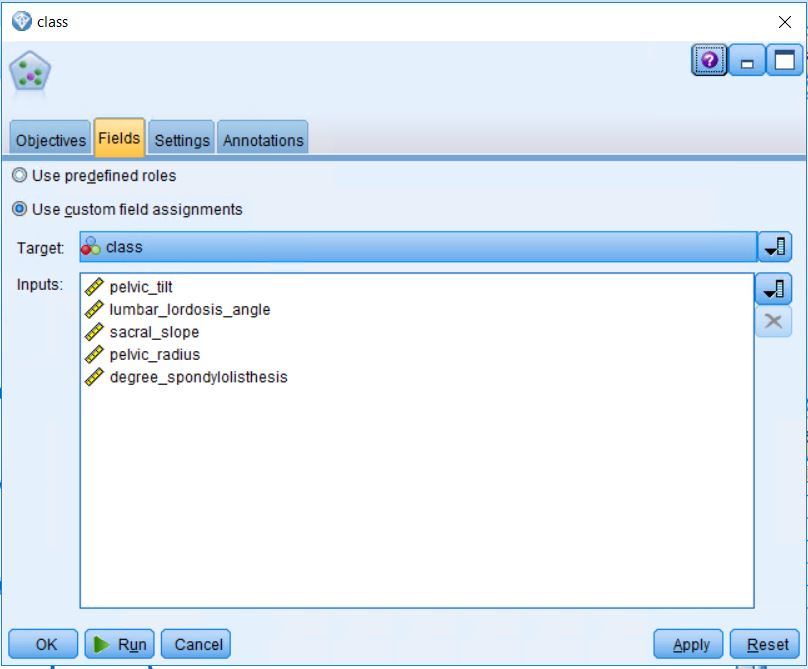 class
Objectives Fields Settings Annotations
Use predefined roles
Use custom field assignments
Target: class
Inputs: pelvic_tilt
lumbar_lordosis_angle
sacral_slope
pelvic_radius
degree_spondylolisthesis
OK Run Cancel Apply Reset